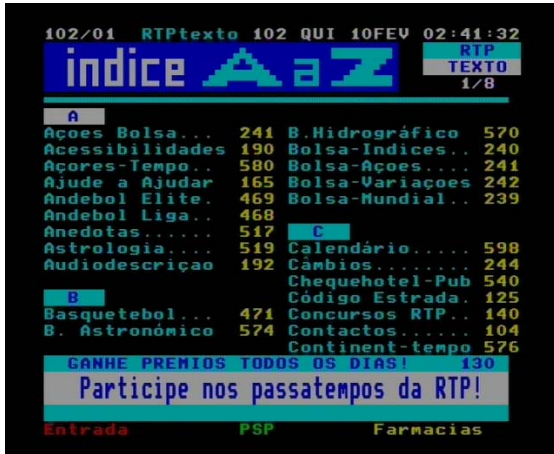 102/01 RTPtexto 102 QUI 10FEV 02:41:32
indice A a Z
RTP
TEXTO
1/8
A
Açoes Bolsa... 241
Acessibilidades 190
Açores-Tempo.. 580
Ajude a Ajudar 165
Andebol Elite. 469
Andebol Liga.. 468
Anedotas...... 517
Astrologia.... 519
Audiodescriçao 192
B
Basquetebol... 471
B. Astronómico 574
B.Hidrográfico 570
Bolsa-Indices.. 240
Bolsa-Açoes.... 241
Bolsa-Variaçoes 242
Bolsa-Mundial.. 239
C
Calendário..... 598
Câmbios........ 244
Chequehotel-Pub 540
Código Estrada. 125
Concursos RTP.. 140
Contactos...... 104
Continent-tempo 576
GANHE PREMIOS TODOS OS DIAS! 130
Participe nos passatempos da RTP!
Entrada PSP Farmacias